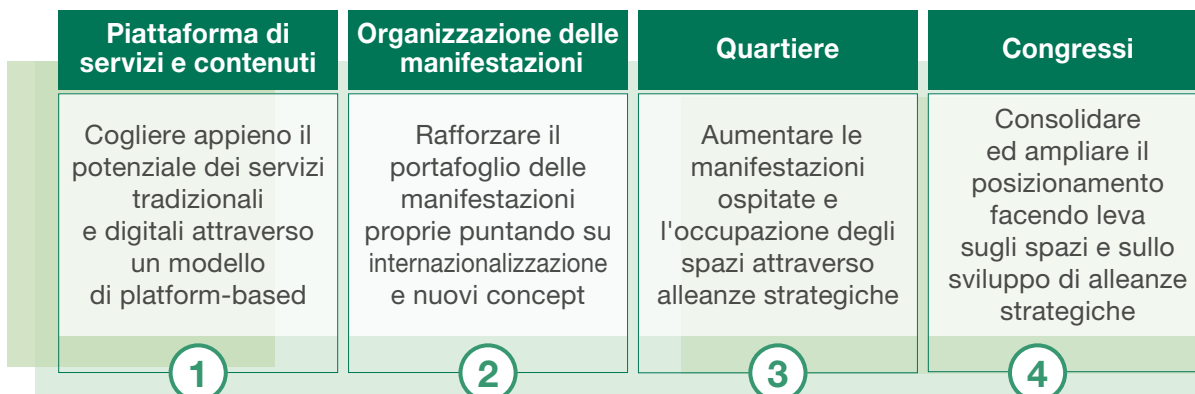 Piattaforma di
servizi e contenuti
Cogliere appieno il
potenziale dei servizi
tradizionali
e digitali attraverso
un modello
di platform-based
1
Organizzazione delle
manifestazioni
Rafforzare il
portafoglio delle
manifestazioni
proprie puntando su
internazionalizzazione
e nuovi concept
2
Quartiere
Aumentare le
manifestazioni
ospitate e
l'occupazione degli
spazi attraverso
alleanze strategiche
3
Congressi
Consolidare
ed ampliare il
posizionamento
facendo leva
sugli spazi e sullo
sviluppo di alleanze
strategiche
4